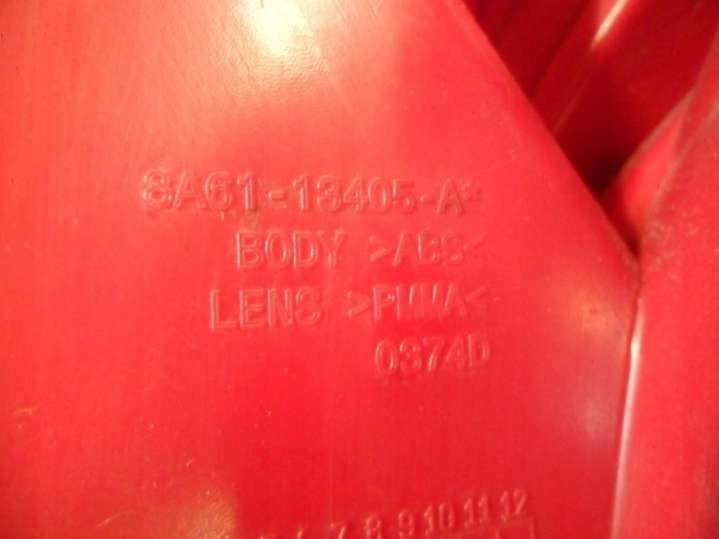 8A61-13405-A*
BODY >ABS<
LENS >PMMA<
0374D
7 8 9 10 11 12